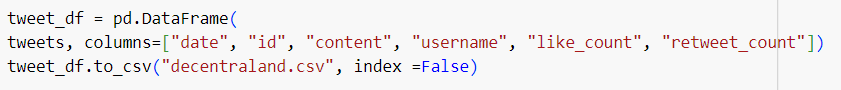 tweet_df = pd.DataFrame(
tweets, columns=["date", "id", "content", "username", "like_count", "retweet_count"])
tweet_df.to_csv("decentraland.csv", index =False)